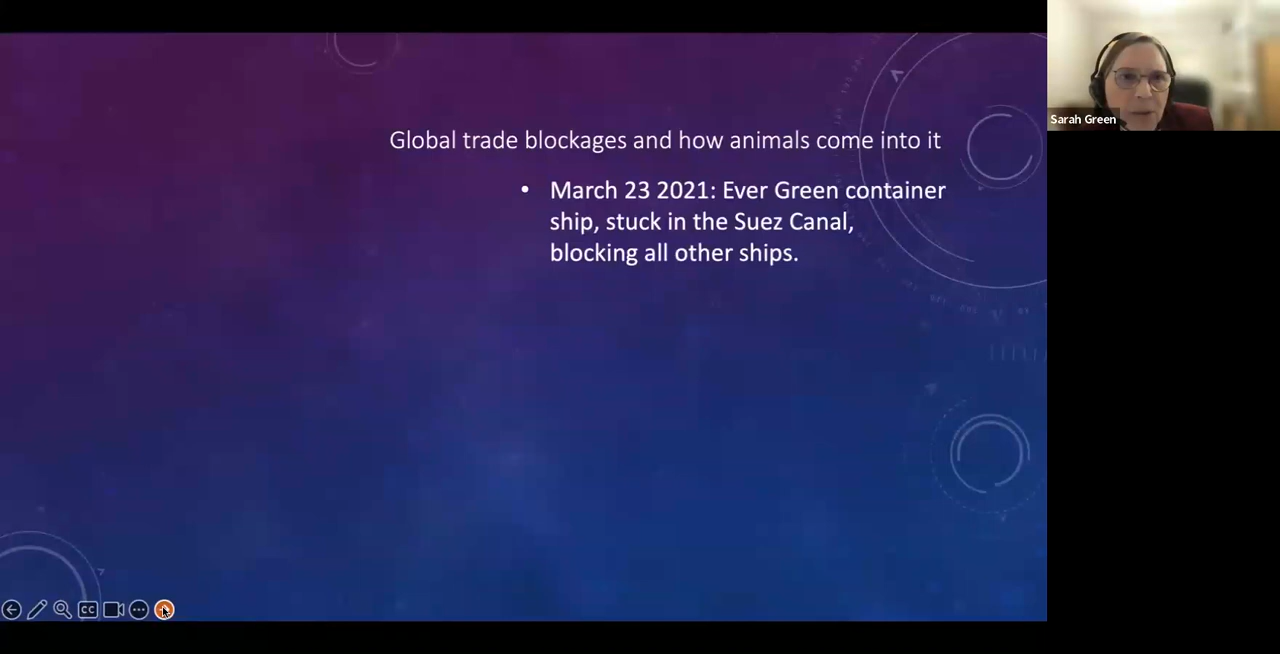 Global trade blockages and how animals come into it
• March 23 2021: Ever Green container
ship, stuck in the Suez Canal,
blocking all other ships.
Sarah Green
CC